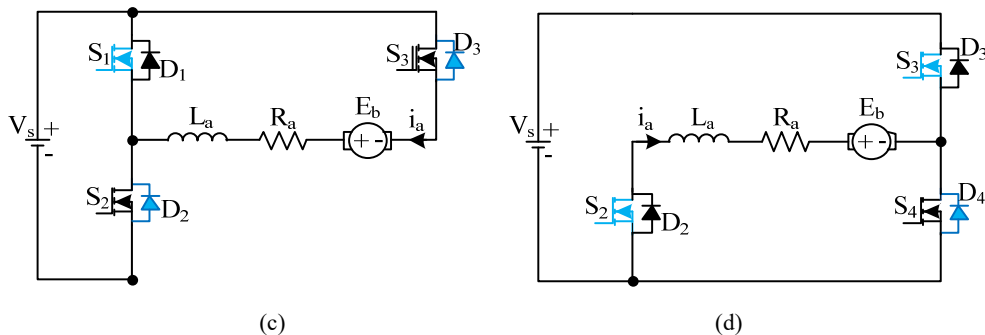 S1
D1
S3
D3
Vs
+
-
La
Ra
Eb
+ -
ia
S2
D2
(c)
S3
D3
Vs
+
-
ia
La
Ra
Eb
+ -
S2
D2
S4
D4
(d)